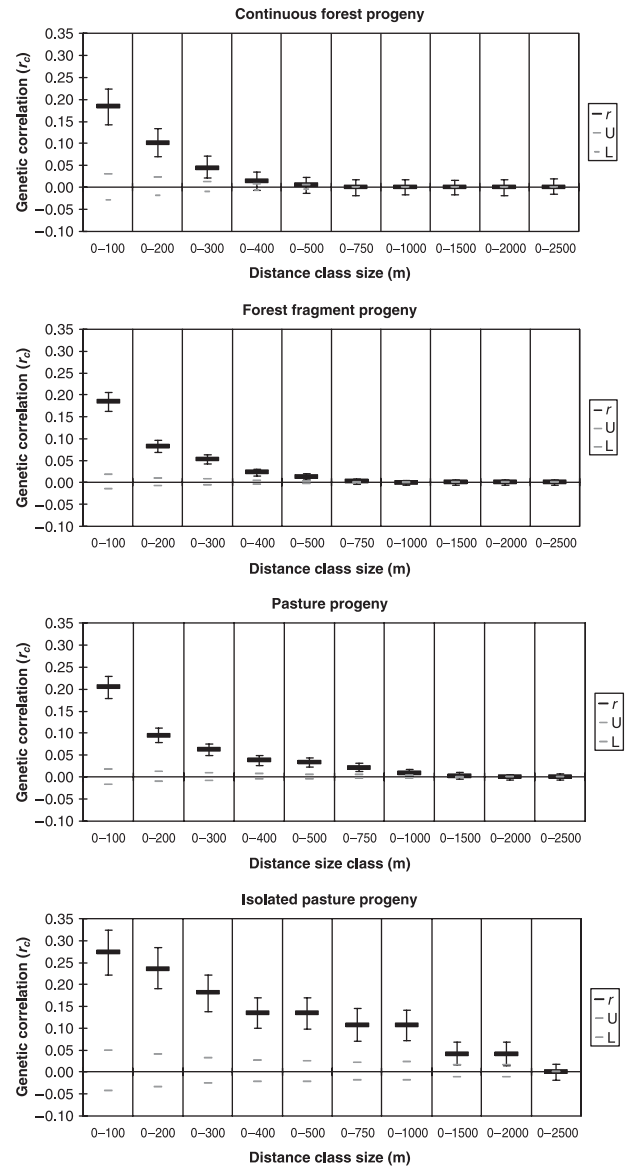 Continuous forest progeny
Genetic correlation (rc)
0.35
0.30
0.25
0.20
0.15
0.10
0.05
0.00
−0.05
−0.10
r
U
L
0–100 0–200 0–300 0–400 0–500 0–750 0–1000 0–1500 0–2000 0–2500
Distance class size (m)
Forest fragment progeny
Genetic correlation (rc)
0.35
0.30
0.25
0.20
0.15
0.10
0.05
0.00
−0.05
−0.10
r
U
L
0–100 0–200 0–300 0–400 0–500 0–750 0–1000 0–1500 0–2000 0–2500
Distance class size (m)
Pasture progeny
Genetic correlation (rc)
0.35
0.30
0.25
0.20
0.15
0.10
0.05
0.00
−0.05
−0.10
r
U
L
0–100 0–200 0–300 0–400 0–500 0–750 0–1000 0–1500 0–2000 0–2500
Distance size class (m)
Isolated pasture progeny
Genetic correlation (rc)
0.35
0.30
0.25
0.20
0.15
0.10
0.05
0.00
−0.05
−0.10
r
U
L
0–100 0–200 0–300 0–400 0–500 0–750 0–1000 0–1500 0–2000 0–2500
Distance class size (m)